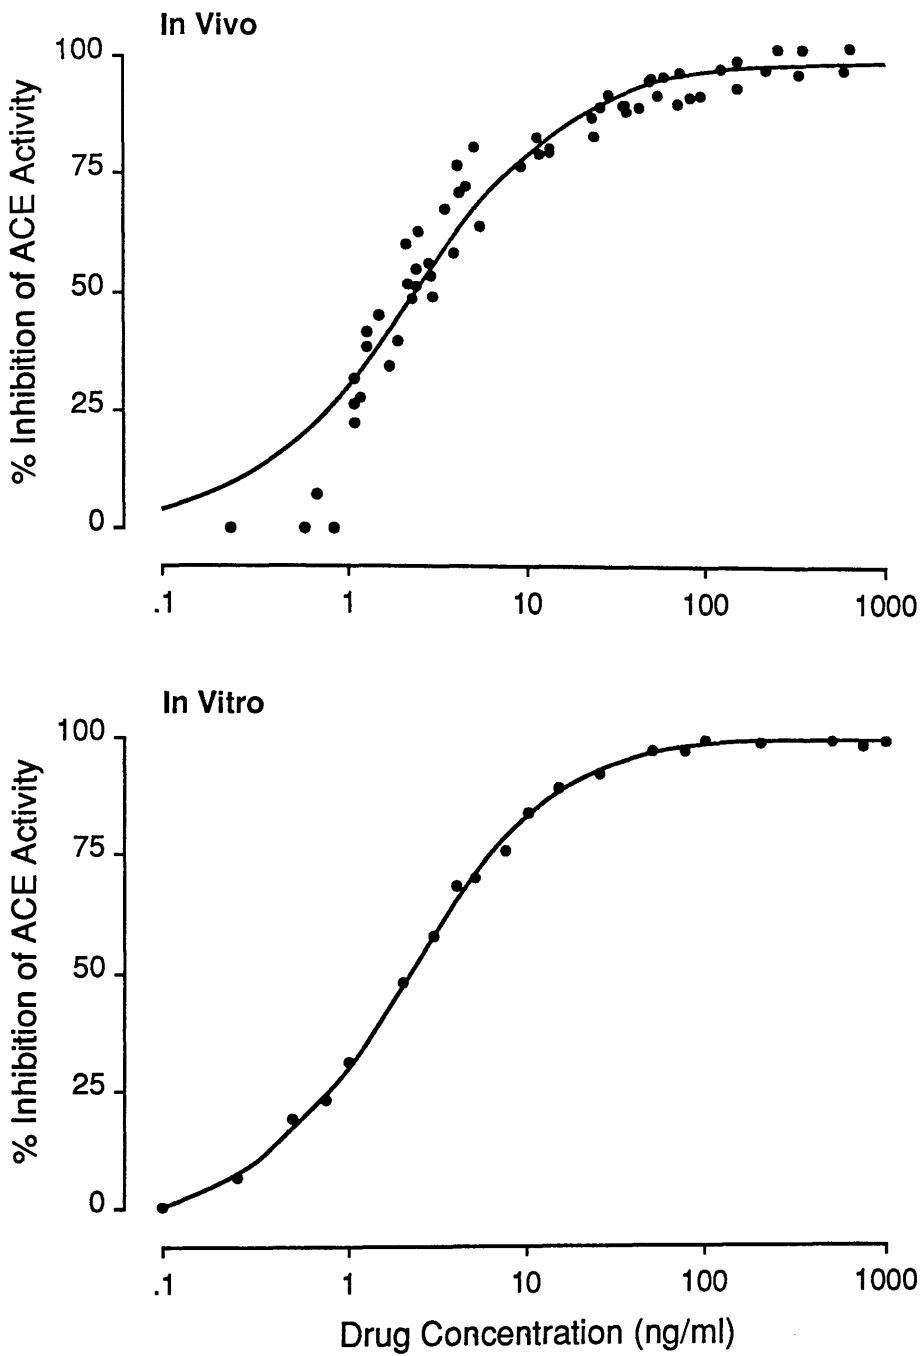 In Vivo
100
75
50
25
0
% Inhibition of ACE Activity
.1 1 10 100 1000
In Vitro
100
75
50
25
0
% Inhibition of ACE Activity
.1 1 10 100 1000
Drug Concentration (ng/ml)